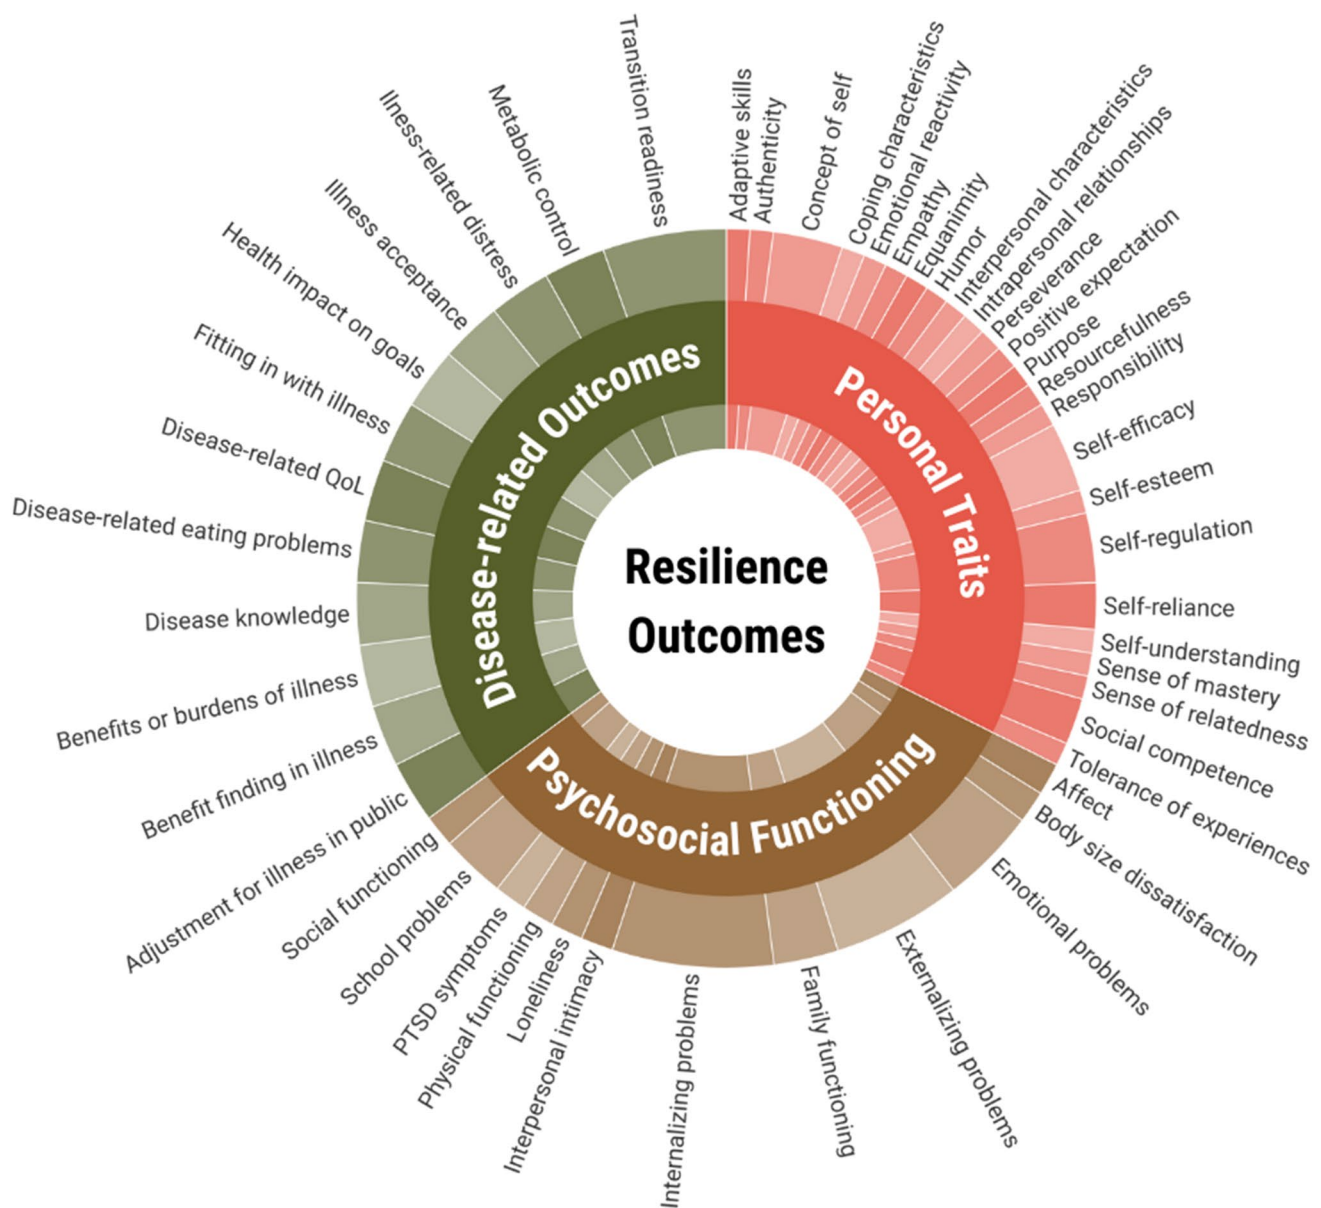 Resilience
Outcomes
Personal Traits
Adaptive skills
Authenticity
Concept of self
Coping characteristics
Emotional reactivity
Empathy
Equanimity
Humor
Interpersonal characteristics
Intrapersonal relationships
Perseverance
Positive expectation
Purpose
Resourcefulness
Responsibility
Self-efficacy
Self-esteem
Self-regulation
Self-reliance
Self-understanding
Sense of mastery
Sense of relatedness
Social competence
Tolerance of experiences
Psychosocial Functioning
Affect
Body size dissatisfaction
Emotional problems
Externalizing problems
Family functioning
Internalizing problems
Interpersonal intimacy
Loneliness
Physical functioning
PTSD symptoms
School problems
Social functioning
Disease-related Outcomes
Adjustment for illness in public
Benefit finding in illness
Benefits or burdens of illness
Disease knowledge
Disease-related eating problems
Disease-related QoL
Fitting in with illness
Health impact on goals
Illness acceptance
Ilness-related distress
Metabolic control
Transition readiness